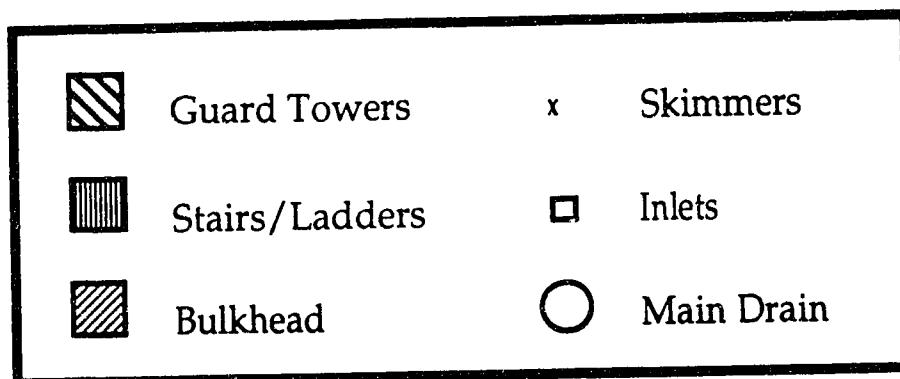 Guard Towers
x Skimmers
Stairs/Ladders
Inlets
Bulkhead
Main Drain